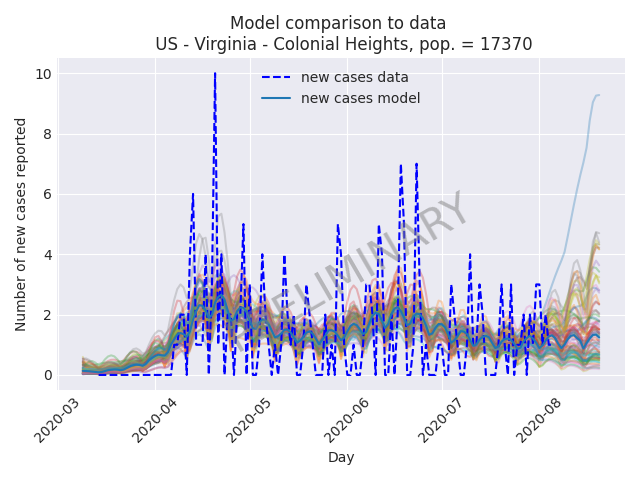 Model comparison to data
US - Virginia - Colonial Heights, pop. = 17370
new cases data
new cases model
PRELIMINARY
Number of new cases reported
10
8
6
4
2
0
2020-03
2020-04
2020-05
2020-06
2020-07
2020-08
Day